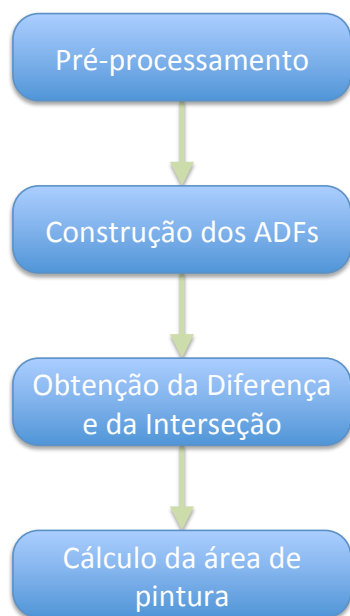 Pré-processamento
Construção dos ADFs
Obtenção da Diferença
e da Interseção
Cálculo da área de
pintura